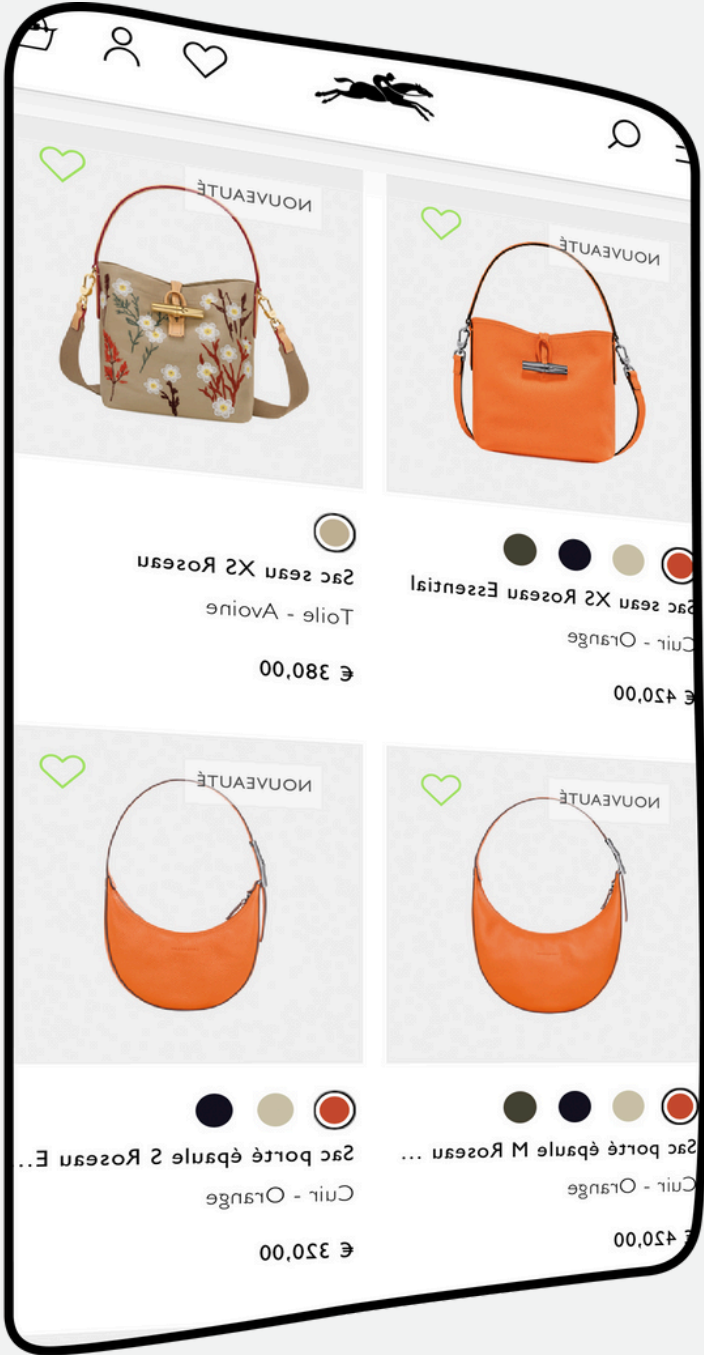 NOUVEAUTÉ
Sac seau XS Roseau Essential
Cuir - Orange
€ 420,00
NOUVEAUTÉ
Sac seau XS Roseau
Toile - Avoine
€ 380,00
NOUVEAUTÉ
Sac porté épaule M Roseau ...
Cuir - Orange
€ 420,00
NOUVEAUTÉ
Sac porté épaule S Roseau E...
Cuir - Orange
€ 320,00